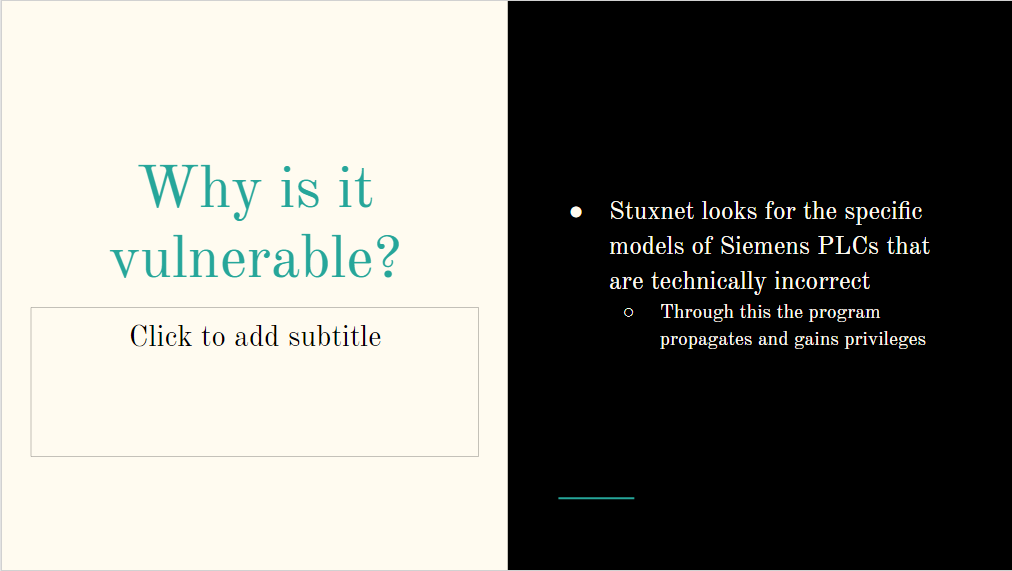 Why is it
vulnerable?
Click to add subtitle
● Stuxnet looks for the specific
models of Siemens PLCs that
are technically incorrect
○ Through this the program
propagates and gains privileges